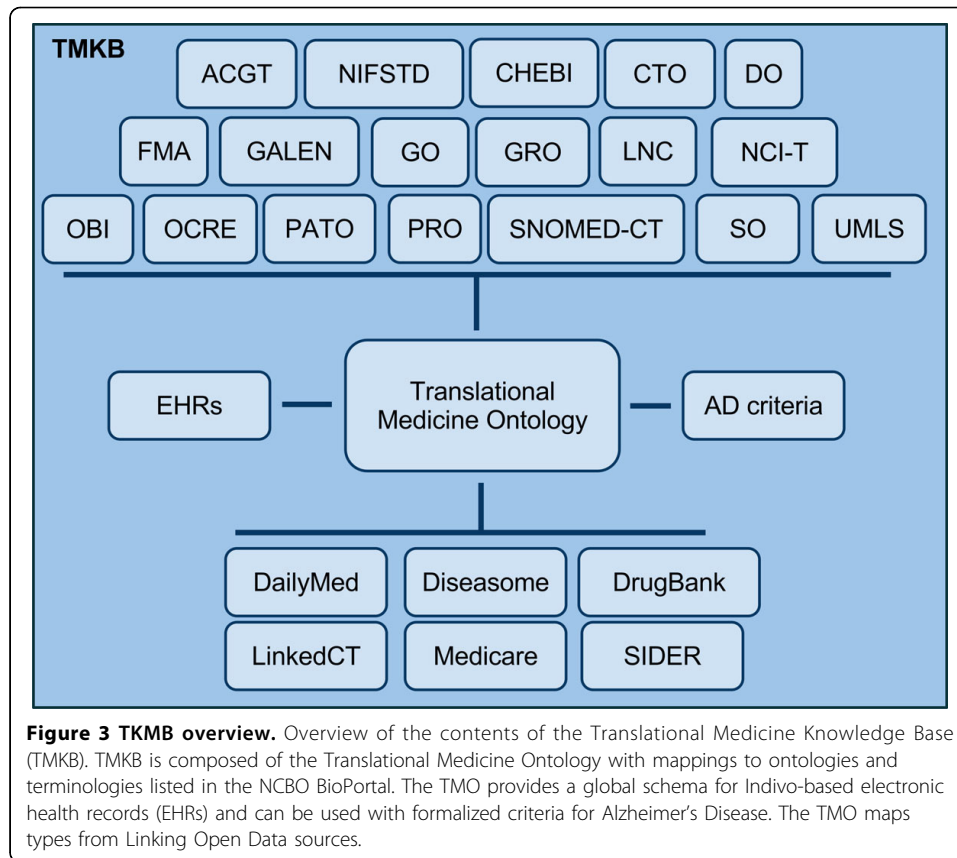 TMKB
ACGT NIFSTD CHEBI CTO DO
FMA GALEN GO GRO LNC NCI-T
OBI OCRE PATO PRO SNOMED-CT SO UMLS
EHRs
Translational
Medicine Ontology
AD criteria
DailyMed Diseasome DrugBank
LinkedCT Medicare SIDER
Figure 3 TKMB overview. Overview of the contents of the Translational Medicine Knowledge Base
(TMKB). TMKB is composed of the Translational Medicine Ontology with mappings to ontologies and
terminologies listed in the NCBO BioPortal. The TMO provides a global schema for Indivo-based electronic
health records (EHRs) and can be used with formalized criteria for Alzheimer's Disease. The TMO maps
types from Linking Open Data sources.